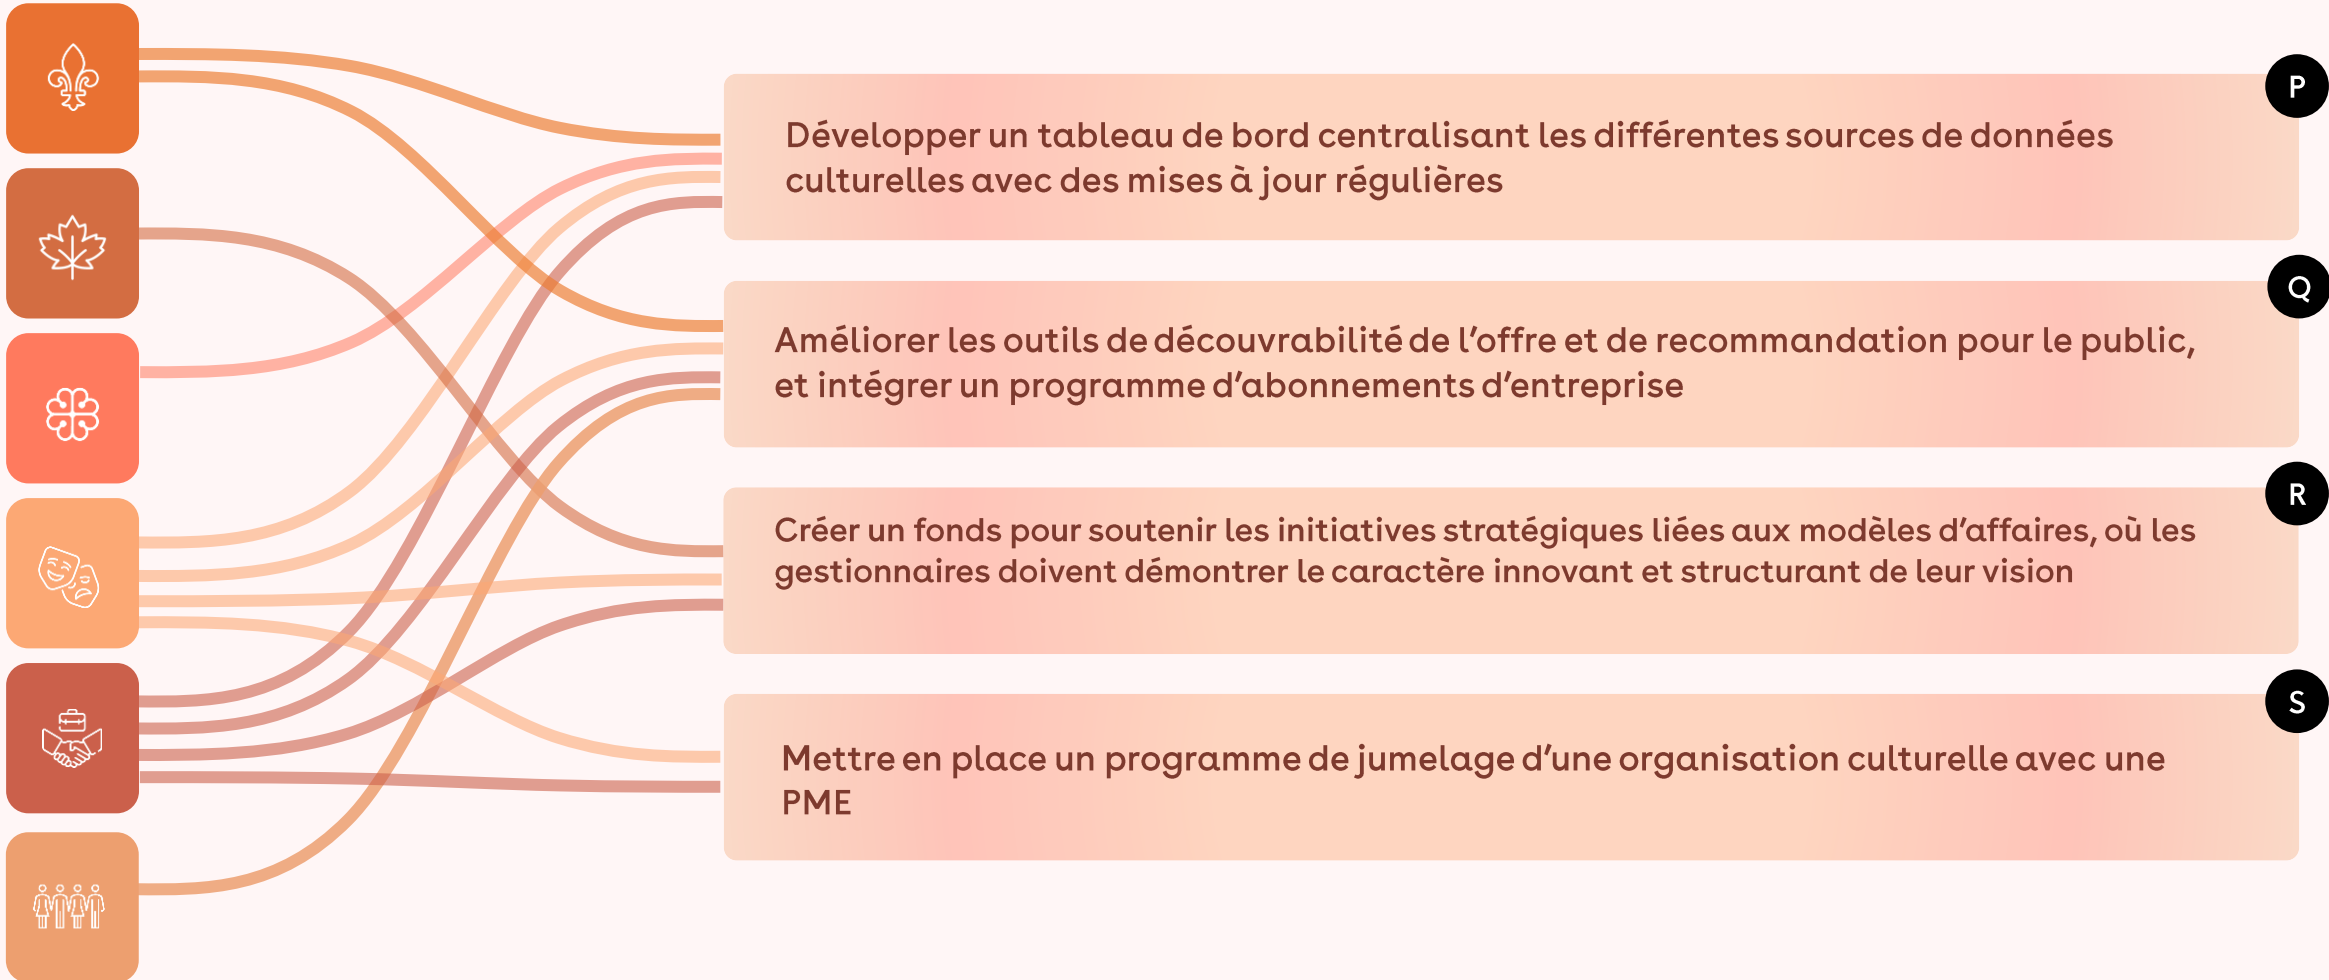 P
Développer un tableau de bord centralisant les différentes sources de données
culturelles avec des mises à jour régulières
Q
Améliorer les outils de découvrabilité de l’offre et de recommandation pour le public,
et intégrer un programme d’abonnements d’entreprise
R
Créer un fonds pour soutenir les initiatives stratégiques liées aux modèles d’affaires, où les
gestionnaires doivent démontrer le caractère innovant et structurant de leur vision
S
Mettre en place un programme de jumelage d’une organisation culturelle avec une
PME